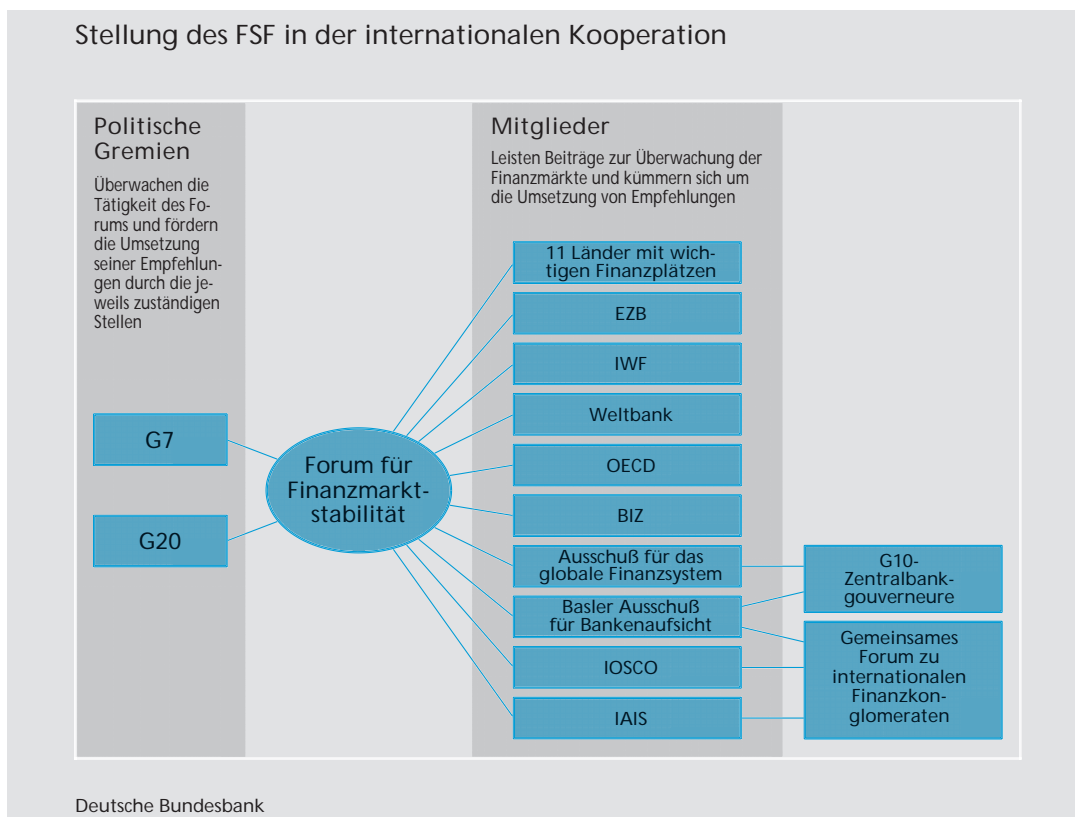 Stellung des FSF in der internationalen Kooperation
Politische
Gremien
Überwachen die
Tätigkeit des Fo-
rums und fördern
die Umsetzung
seiner Empfehlun-
gen durch die je-
weils zuständigen
Stellen
G7
G20
Forum für
Finanzmarkt-
stabilität
Mitglieder
Leisten Beiträge zur Überwachung der
Finanzmärkte und kümmern sich um
die Umsetzung von Empfehlungen
11 Länder mit wich-
tigen Finanzplätzen
EZB
IWF
Weltbank
OECD
BIZ
Ausschuß für das
globale Finanzsystem
Basler Ausschuß
für Bankenaufsicht
IOSCO
IAIS
G10-
Zentralbank-
gouverneure
Gemeinsames
Forum zu
internationalen
Finanzkon-
glomeraten
Deutsche Bundesbank